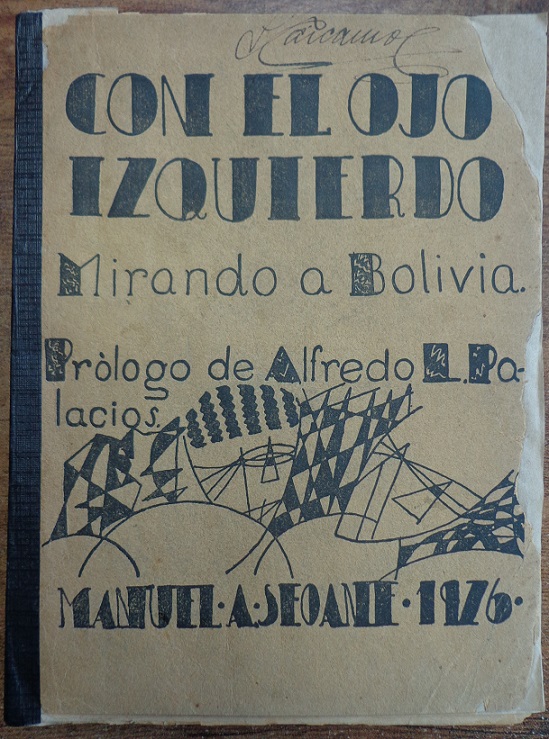 CON EL OJO
IZQUIERDO
Mirando a Bolivia.
Pròlogo de Alfredo L. Pa-
lacios.
MANUEL · A. SEOANE · 1926 ·